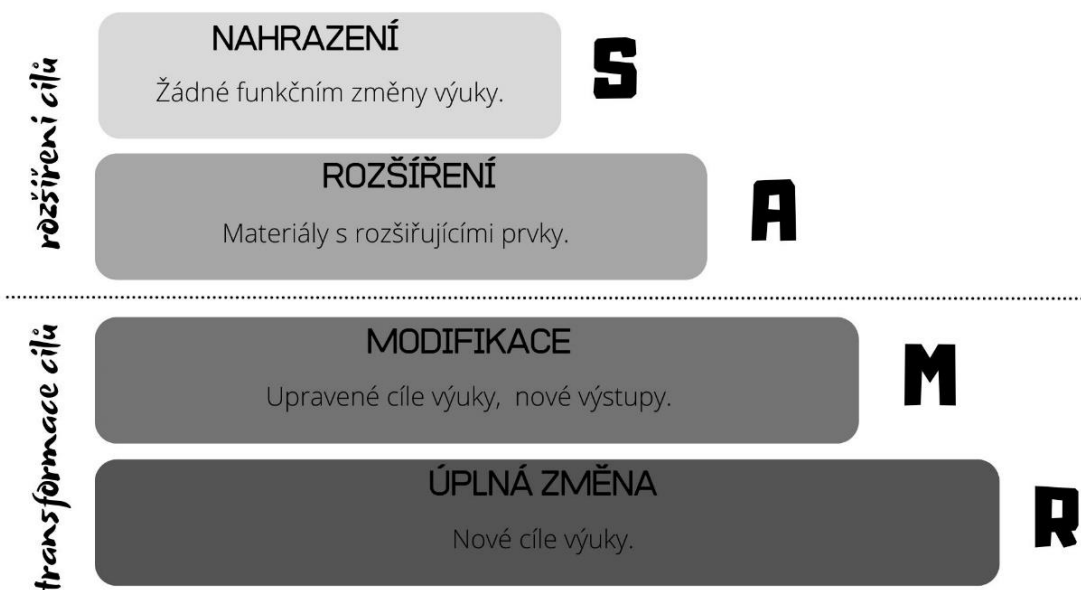 rozšíření cílů
NAHRAZENÍ
Žádné funkčním změny výuky.
S
ROZŠÍŘENÍ
Materiály s rozšiřujícími prvky.
A
transformace cílů
MODIFIKACE
Upravené cíle výuky, nové výstupy.
M
ÚPLNÁ ZMĚNA
Nové cíle výuky.
R